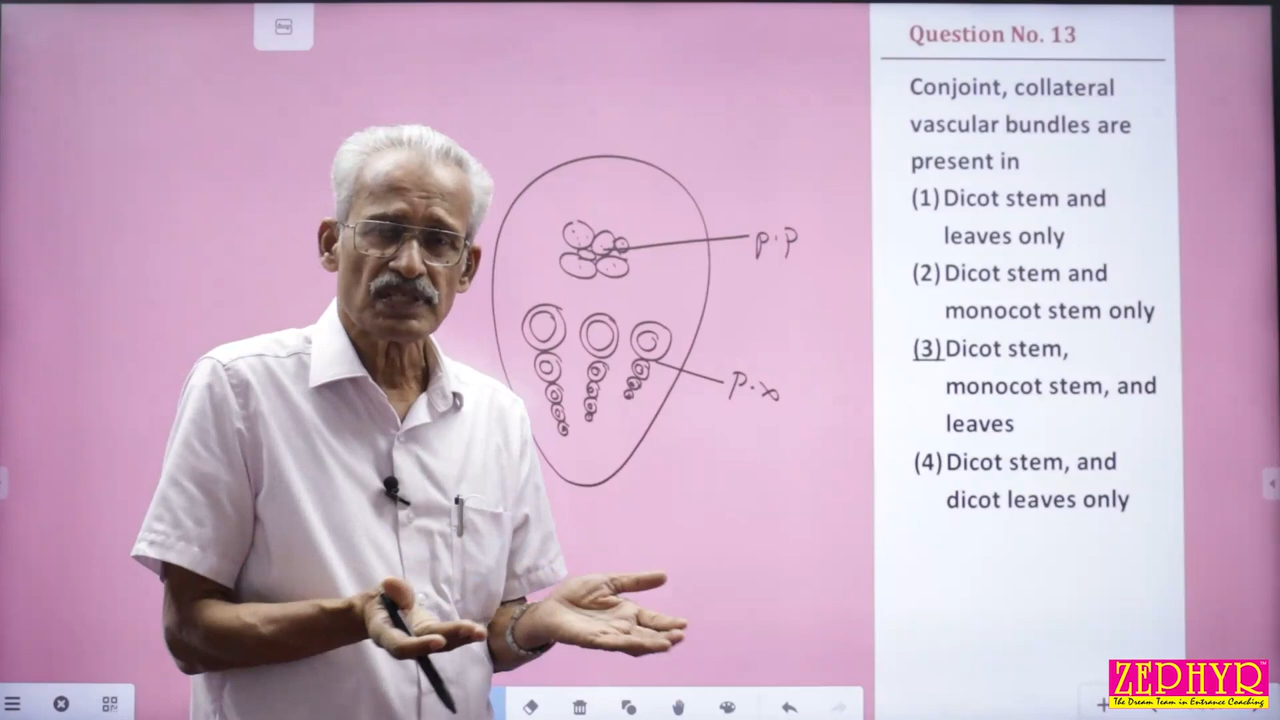 Question No. 13
Conjoint, collateral
vascular bundles are
present in
(1) Dicot stem and
leaves only
(2) Dicot stem and
monocot stem only
(3) Dicot stem,
monocot stem, and
leaves
(4) Dicot stem, and
dicot leaves only
p.p
p.x
ZEPHYR™
The Dream Team in Entrance Coaching